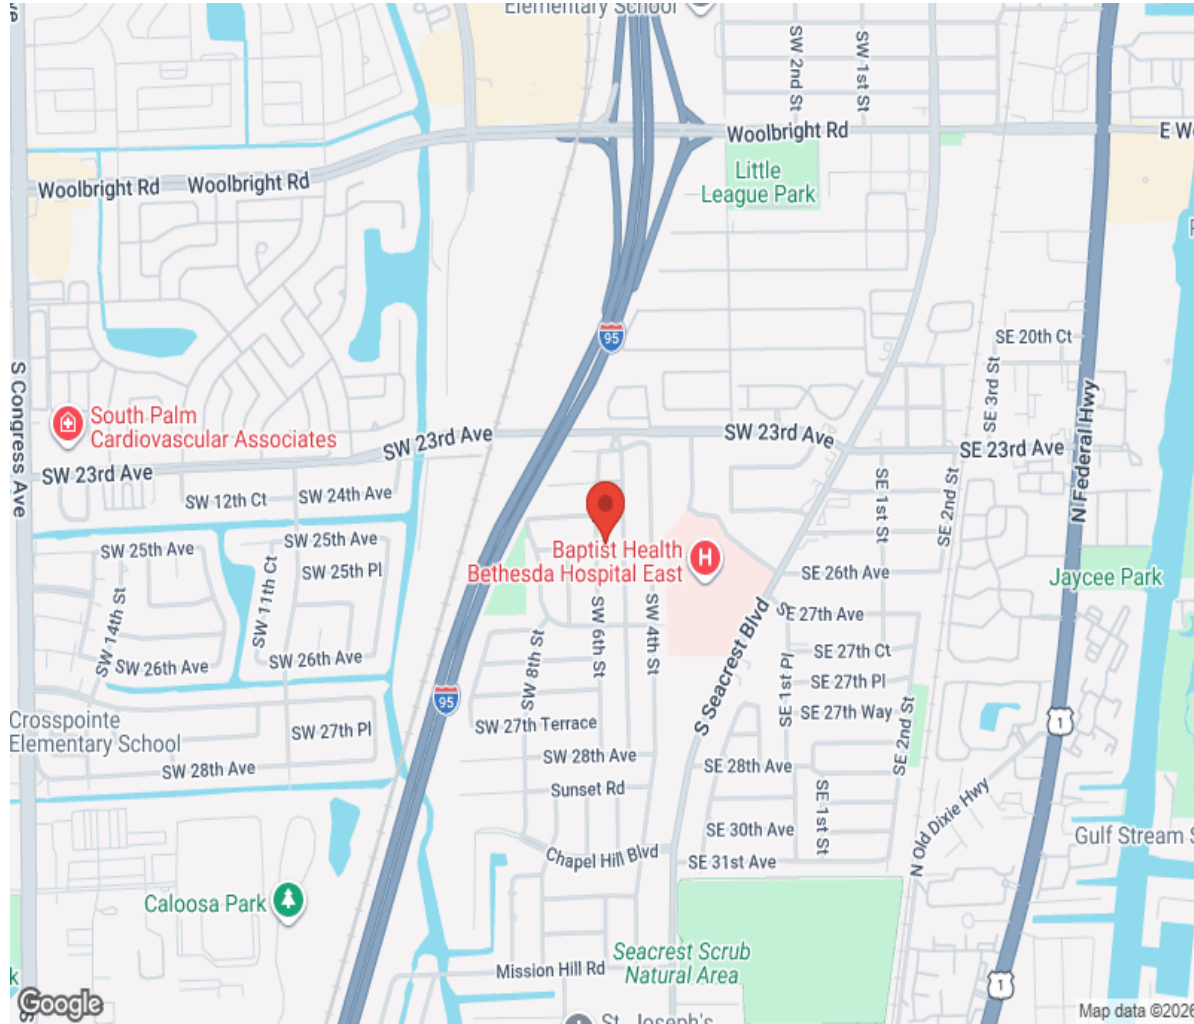 Elementary School
SW 2nd St
SW 1st St
Woolbright Rd
E Wo
Little
League Park
Woolbright Rd
Woolbright Rd
95
SE 20th Ct
SE 3rd St
S Congress Ave
N Federal Hwy
South Palm
Cardiovascular Associates
SW 23rd Ave
SW 23rd Ave
SW 23rd Ave
SE 23rd Ave
SW 12th Ct
SW 24th Ave
SE 1st St
SE 2nd St
SW 25th Ave
SW 25th Ave
SW 25th Pl
SW 11th Ct
SW 14th St
SW 26th Ave
SW 26th Ave
Baptist Health
Bethesda Hospital East
H
SE 26th Ave
Jaycee Park
SE 27th Ave
SE 27th Ct
SE 27th Pl
SE 27th Way
SE 1st Pl
SE 2nd St
SW 6th St
SW 4th St
SW 8th St
S Seacrest Blvd
S
95
1
Crosspointe
Elementary School
SW 27th Pl
SW 28th Ave
SW 27th Terrace
SW 28th Ave
Sunset Rd
SE 28th Ave
SE 1st St
SE 30th Ave
SE 31st Ave
N Old Dixie Hwy
Gulf Stream S
Chapel Hill Blvd
Caloosa Park
Seacrest Scrub
Natural Area
Mission Hill Rd
1
k
St. Joseph's
Google
Map data ©2026